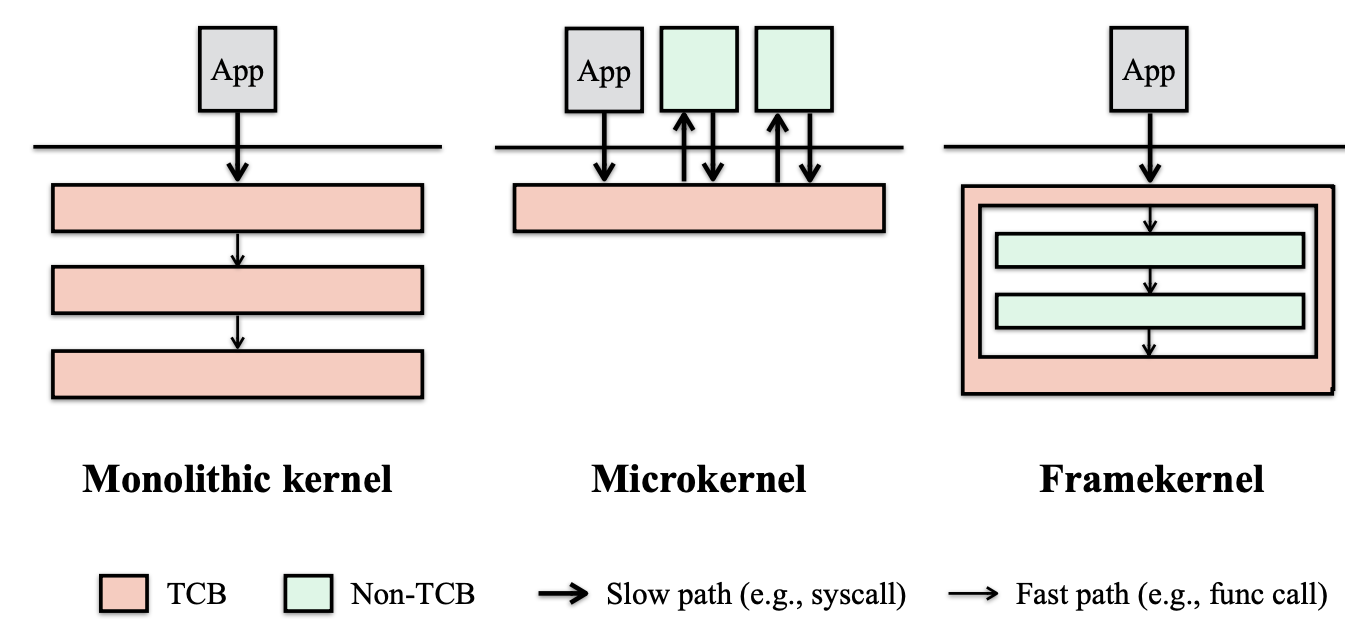 App
App
App
Monolithic kernel
Microkernel
Framekernel
TCB
Non-TCB
Slow path (e.g., syscall)
Fast path (e.g., func call)